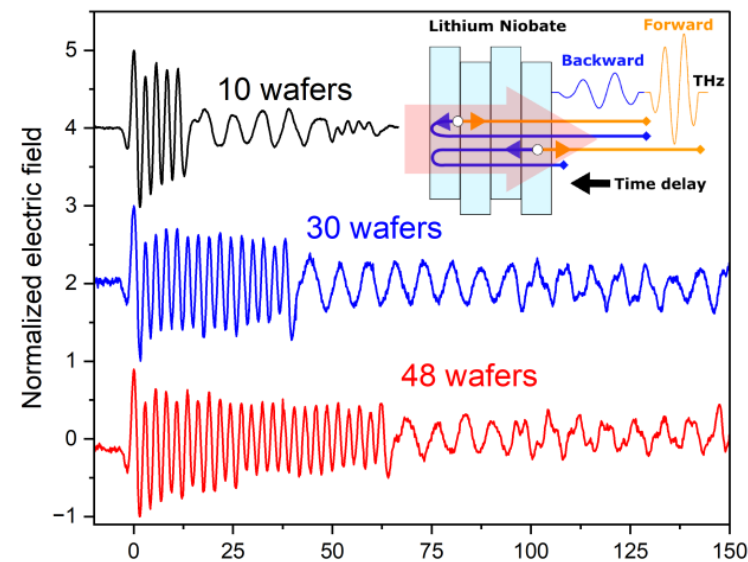 Normalized electric field
5
4
3
2
1
0
−1
0 25 50 75 100 125 150
10 wafers
30 wafers
48 wafers
Lithium Niobate
Forward
Backward
THz
Time delay